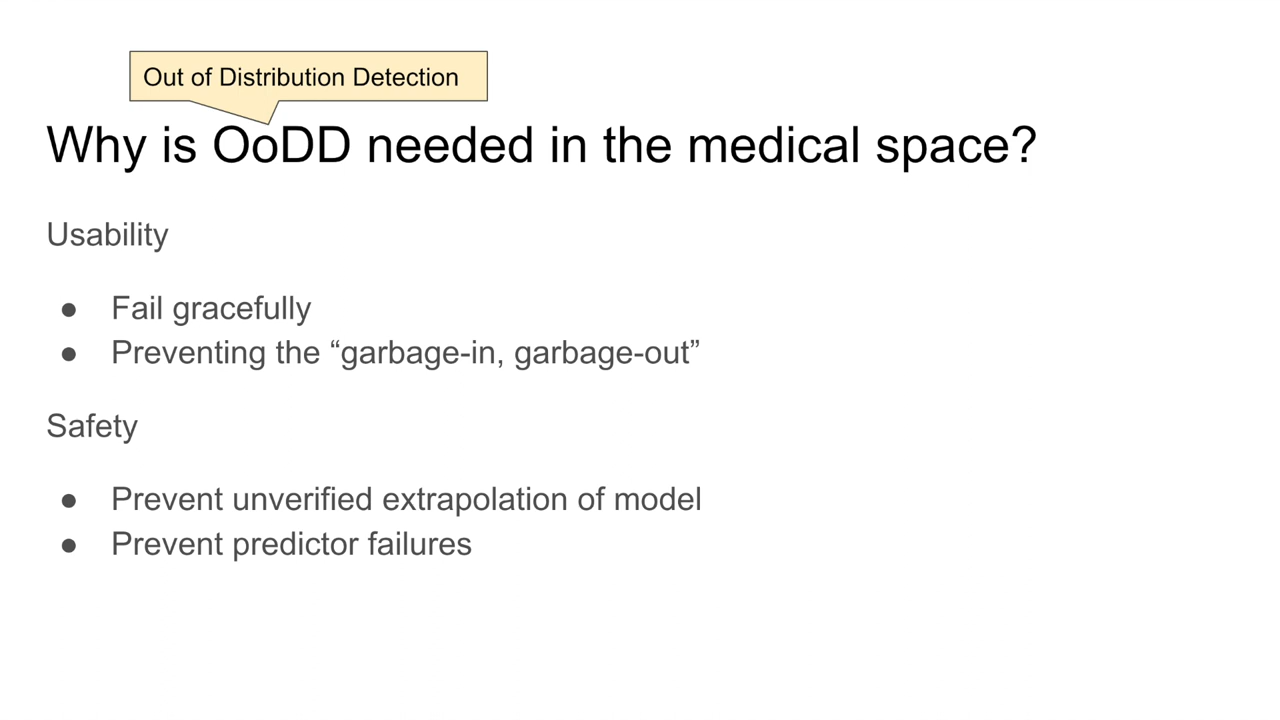 Out of Distribution Detection
Why is OoDD needed in the medical space?
Usability
● Fail gracefully
● Preventing the “garbage-in, garbage-out”
Safety
● Prevent unverified extrapolation of model
● Prevent predictor failures